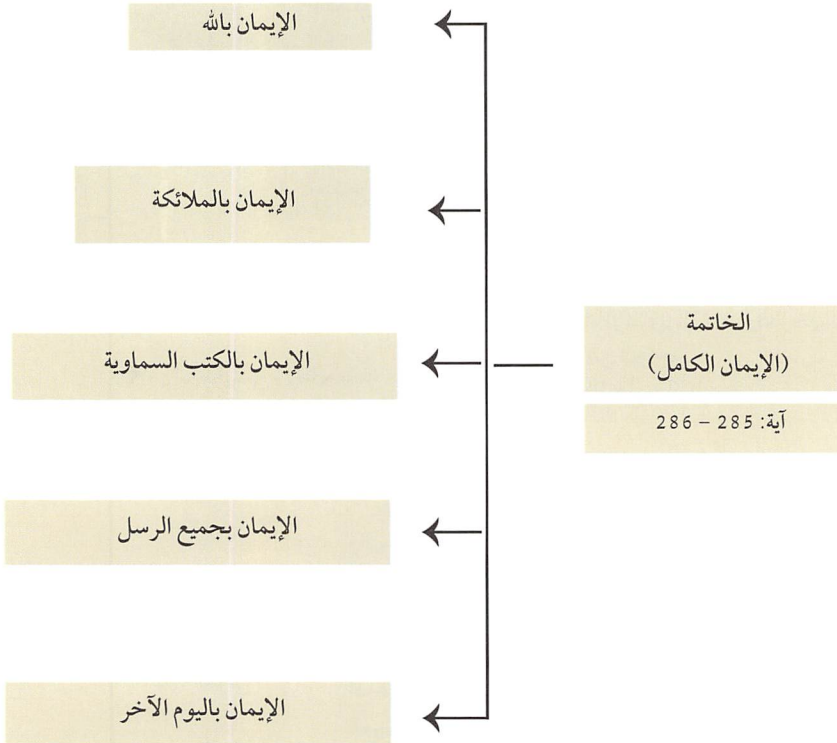 الخاتمة
(الإيمان الكامل)
آية: 285 – 286
الإيمان بالله
الإيمان بالملائكة
الإيمان بالكتب السماوية
الإيمان بجميع الرسل
الإيمان باليوم الآخر